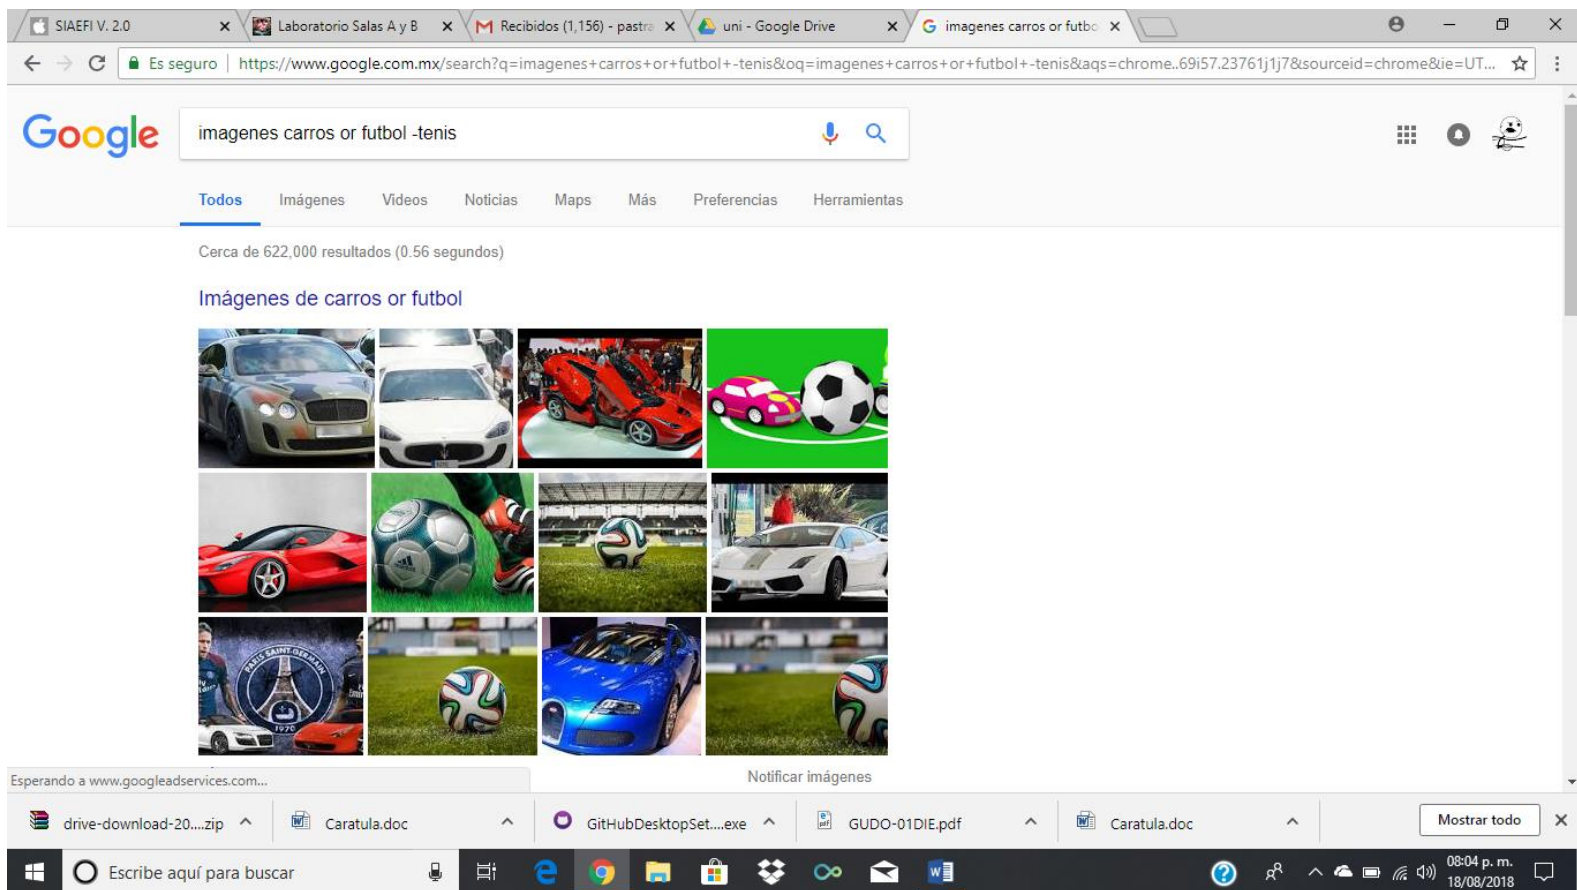 SIAEFI V. 2.0
Laboratorio Salas A y B
Recibidos (1,156) - pastra
uni - Google Drive
imagenes carros or futbo
Es seguro | https://www.google.com.mx/search?q=imagenes+carros+or+futbol+-tenis&oq=imagenes+carros+or+futbol+-tenis&aqs=chrome..69i57.23761j1j7&sourceid=chrome&ie=UT...
Google
imagenes carros or futbol -tenis
Todos Imágenes Videos Noticias Maps Más Preferencias Herramientas
Cerca de 622,000 resultados (0.56 segundos)
Imágenes de carros or futbol
PARIS SAINT-GERMAIN
1970
Notificar imágenes
Esperando a www.googleadservices.com...
drive-download-20....zip
Caratula.doc
GitHubDesktopSet....exe
GUDO-01DIE.pdf
Caratula.doc
Mostrar todo
Escribe aquí para buscar
08:04 p. m.
18/08/2018